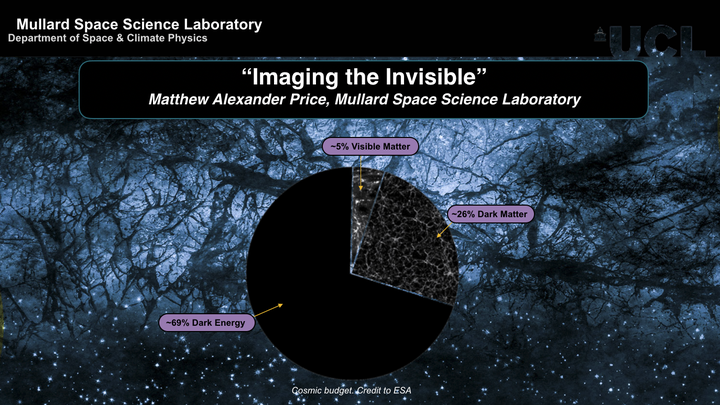 Mullard Space Science Laboratory
Department of Space & Climate Physics
UCL
“Imaging the Invisible”
Matthew Alexander Price, Mullard Space Science Laboratory
~5% Visible Matter
~26% Dark Matter
~69% Dark Energy
Cosmic budget. Credit to ESA